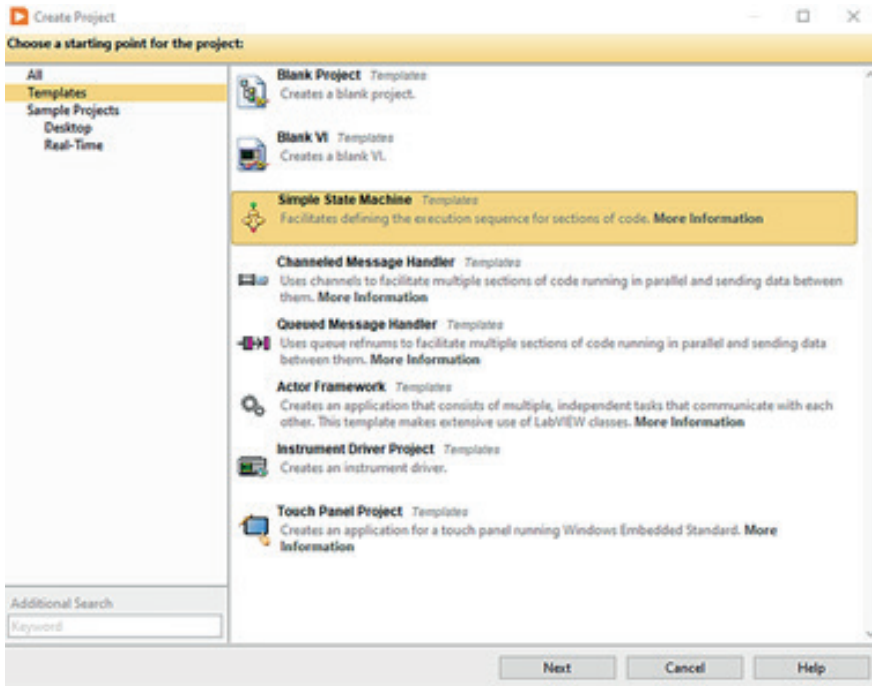 Create Project
Choose a starting point for the project:
All
Templates
Sample Projects
Desktop
Real-Time
Additional Search
Keyword
Blank Project Templates
Creates a blank project.
Blank VI Templates
Creates a blank VI.
Simple State Machine Templates
Facilitates defining the execution sequence for sections of code. More Information
Channeled Message Handler Templates
Uses channels to facilitate multiple sections of code running in parallel and sending data between
them. More Information
Queued Message Handler Templates
Uses queue refnums to facilitate multiple sections of code running in parallel and sending data
between them. More Information
Actor Framework Templates
Creates an application that consists of multiple, independent tasks that communicate with each
other. This template makes extensive use of LabVIEW classes. More Information
Instrument Driver Project Templates
Creates an instrument driver.
Touch Panel Project Templates
Creates an application for a touch panel running Windows Embedded Standard. More
Information
Next
Cancel
Help